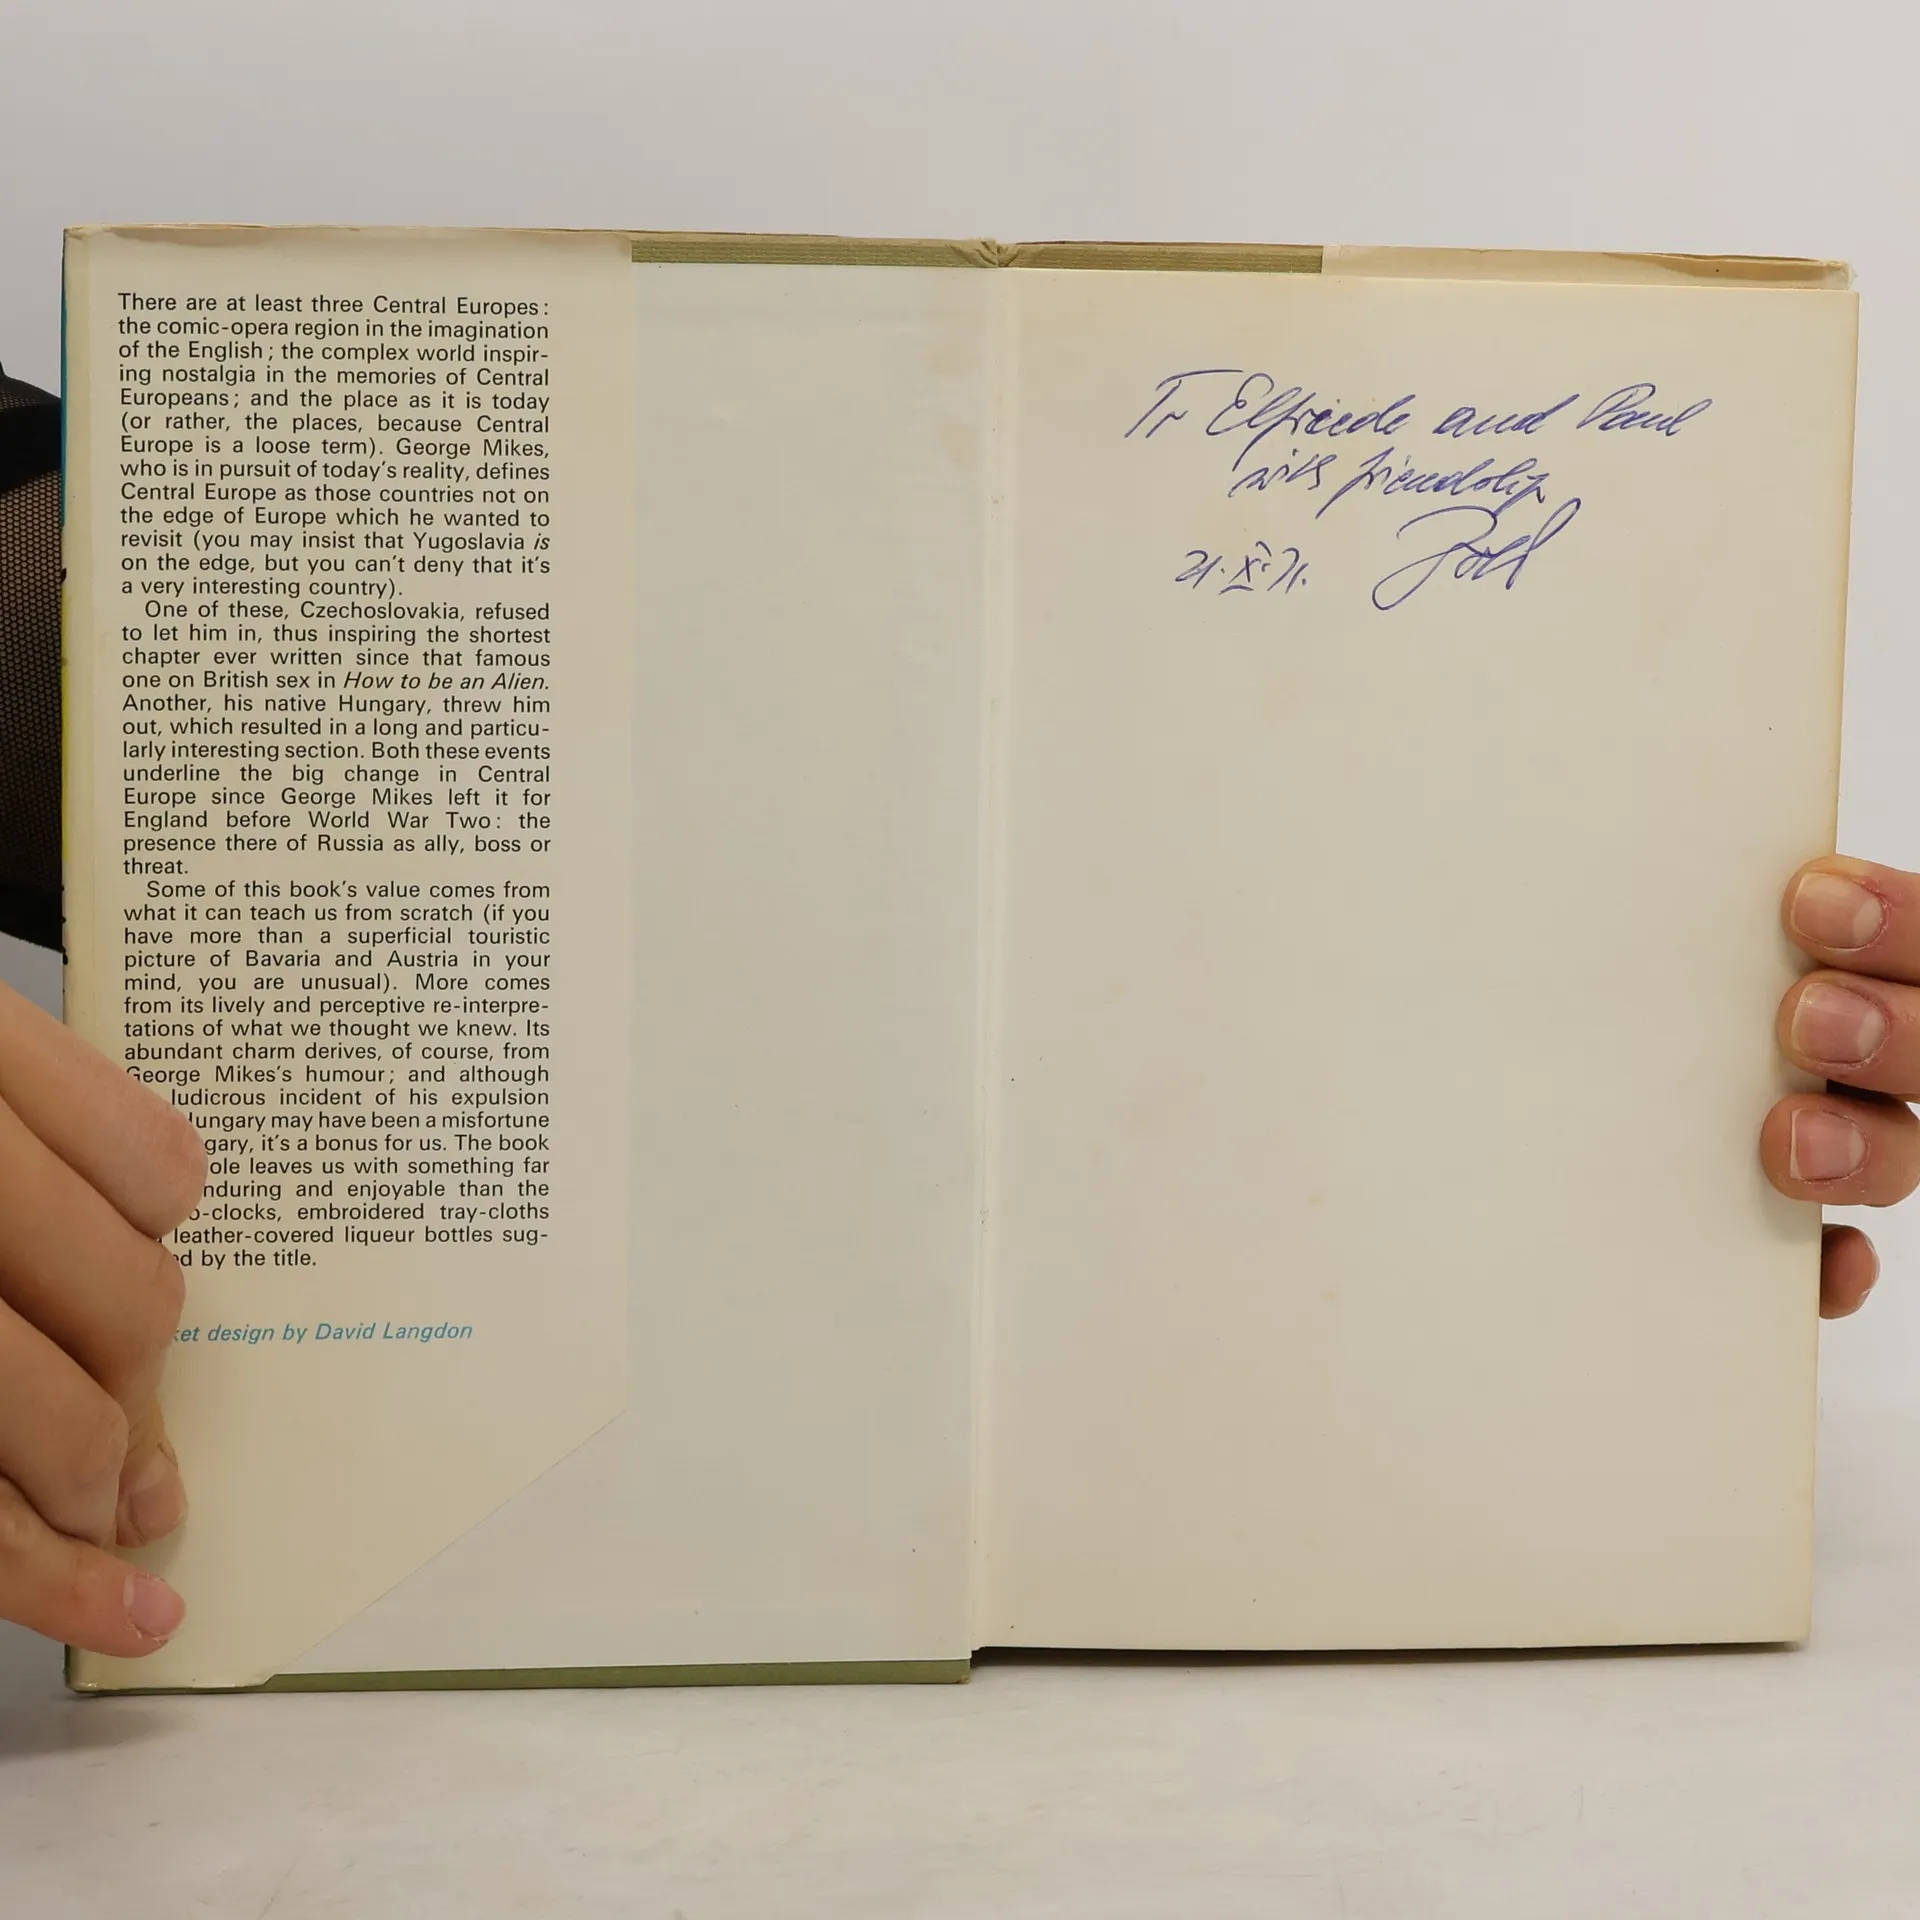 There are at least three Central Europes:
the comic-opera region in the imagination
of the English; the complex world inspir-
ing nostalgia in the memories of Central
Europeans; and the place as it is today
(or rather, the places, because Central
Europe is a loose term). George Mikes,
who is in pursuit of today's reality, defines
Central Europe as those countries not on
the edge of Europe which he wanted to
revisit (you may insist that Yugoslavia is
on the edge, but you can't deny that it's
a very interesting country).
One of these, Czechoslovakia, refused
to let him in, thus inspiring the shortest
chapter ever written since that famous
one on British sex in How to be an Alien.
Another, his native Hungary, threw him
out, which resulted in a long and particu-
larly interesting section. Both these events
underline the big change in Central
Europe since George Mikes left it for
England before World War Two: the
presence there of Russia as ally, boss or
threat.
Some of this book's value comes from
what it can teach us from scratch (if you
have more than a superficial touristic
picture of Bavaria and Austria in your
mind, you are unusual). More comes
from its lively and perceptive re-interpre-
tations of what we thought we knew. Its
abundant charm derives, of course, from
George Mikes's humour; and although
ludicrous incident of his expulsion
ungary may have been a misfortune
gary, it's a bonus for us. The book
ole leaves us with something far
nduring and enjoyable than the
o-clocks, embroidered tray-cloths
leather-covered liqueur bottles sug-
ed by the title.
ket design by David Langdon
To Elfriede and Paul
with friendship
21.XI.71.